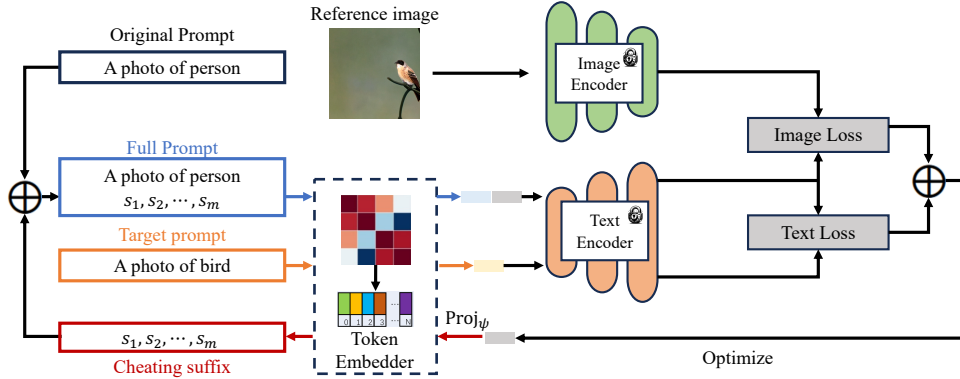 Original Prompt
A photo of person
Reference image
Image
Encoder
Image Loss
Full Prompt
A photo of person
s₁, s₂, ⋯, sₘ
Target prompt
A photo of bird
0 1 2 3 ... N
Token
Embedder
Text
Encoder
Text Loss
Proj_ψ
Optimize
s₁, s₂, ⋯, sₘ
Cheating suffix